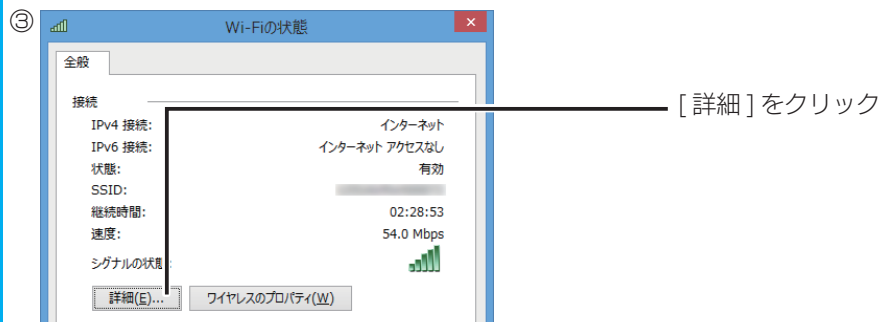 ③
Wi-Fiの状態
全般
接続
[ 詳細 ] をクリック
IPv4 接続: インターネット
IPv6 接続: インターネット アクセスなし
状態: 有効
SSID:
継続時間: 02:28:53
速度: 54.0 Mbps
シグナルの状態:
詳細(E)... ワイヤレスのプロパティ(W)